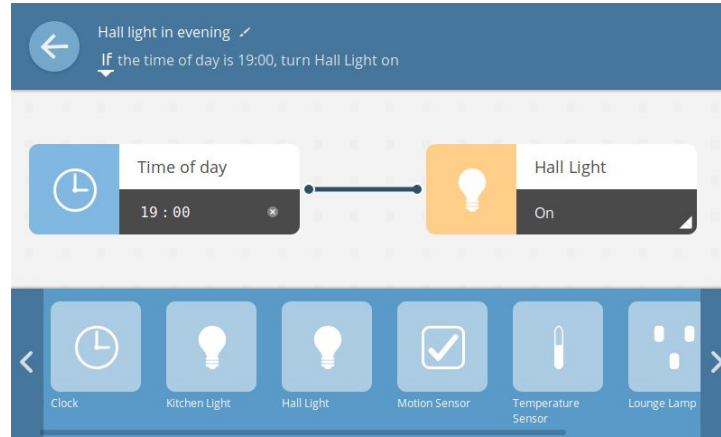 Hall light in evening
If the time of day is 19:00, turn Hall Light on
Time of day
19 : 00
Hall Light
On
Clock
Kitchen Light
Hall Light
Motion Sensor
Temperature
Sensor
Lounge Lamp